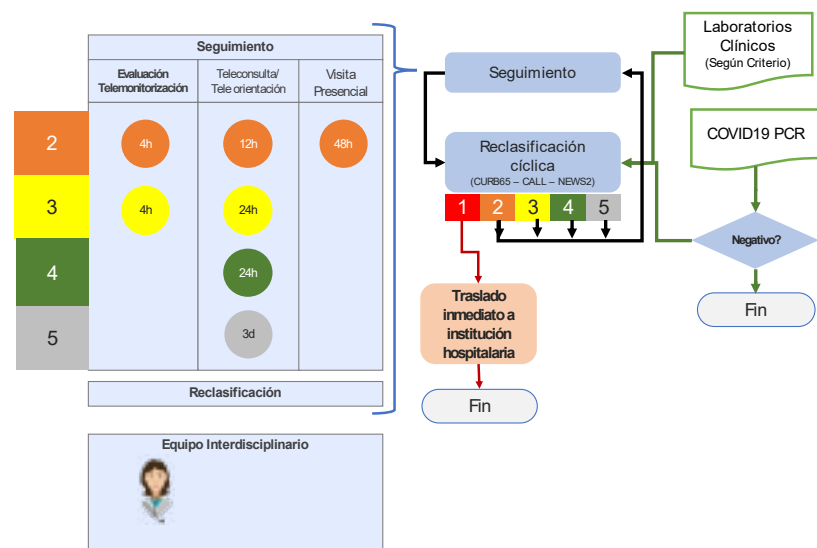 Seguimiento
Evaluación
Telemonitorización
Teleconsulta/
Tele orientación
Visita
Presencial
2
4h
12h
48h
3
4h
24h
4
24h
5
3d
Reclasificación
Equipo Interdisciplinario
Seguimiento
Reclasificación
cíclica
(CURB65 – CALL – NEWS2)
1
2
3
4
5
Traslado
inmediato a
institución
hospitalaria
Fin
Laboratorios
Clínicos
(Según Criterio)
COVID19 PCR
Negativo?
Fin